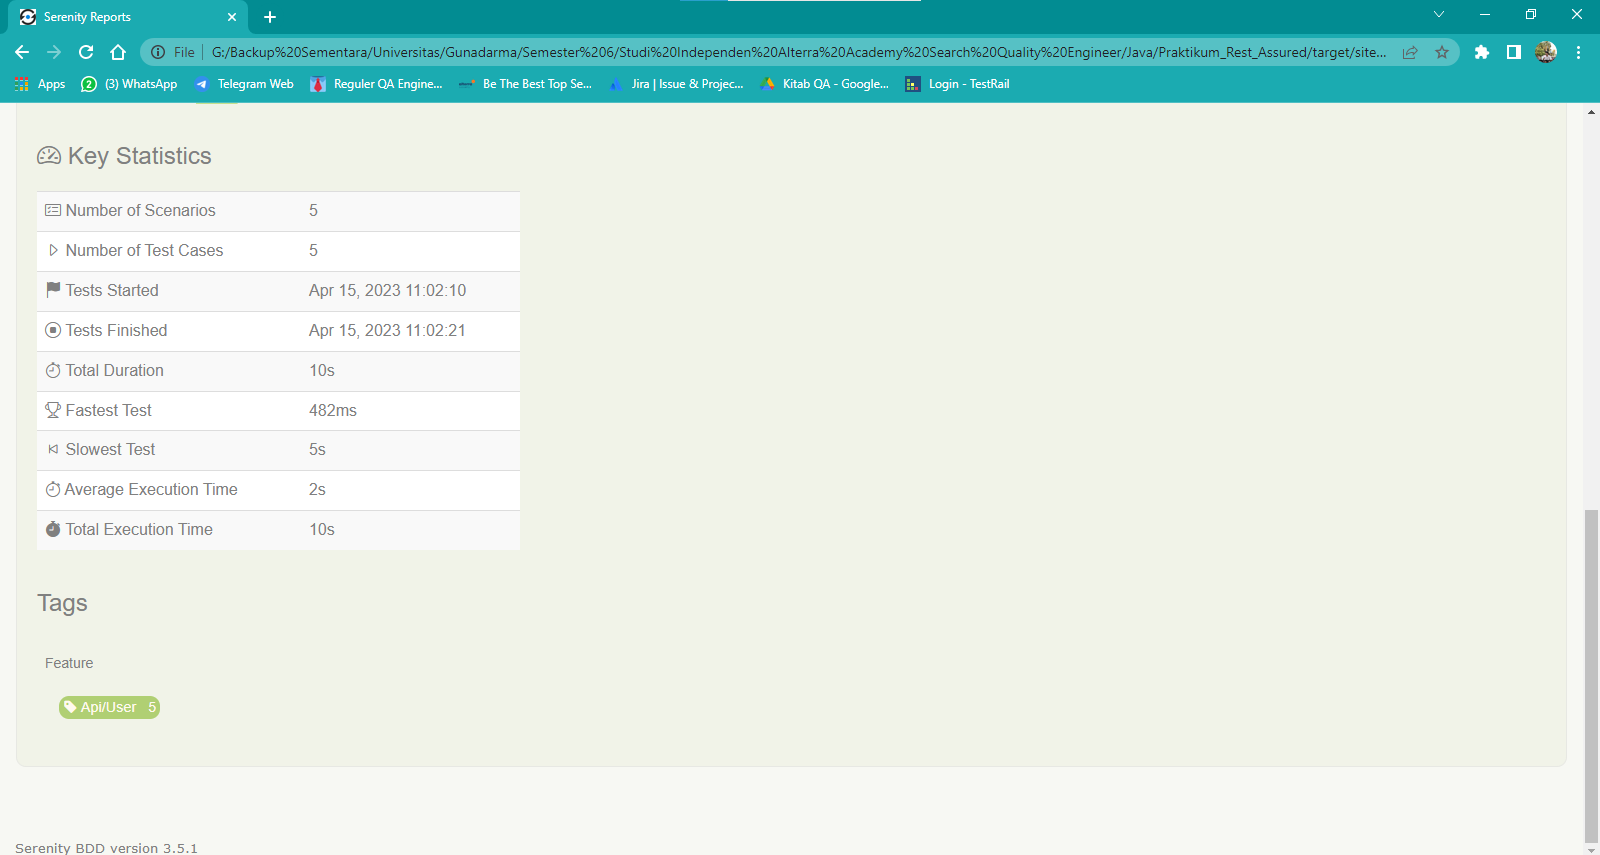 Serenity Reports
File G:/Backup%20Sementara/Universitas/Gunadarma/Semester%206/Studi%20Independen%20Alterra%20Academy%20Search%20Quality%20Engineer/Java/Praktikum_Rest_Assured/target/site...
Apps (3) WhatsApp Telegram Web Reguler QA Engine... Be The Best Top Se... Jira | Issue & Projec... Kitab QA - Google... Login - TestRail
Key Statistics
Number of Scenarios 5
Number of Test Cases 5
Tests Started Apr 15, 2023 11:02:10
Tests Finished Apr 15, 2023 11:02:21
Total Duration 10s
Fastest Test 482ms
Slowest Test 5s
Average Execution Time 2s
Total Execution Time 10s
Tags
Feature
Api/User 5
Serenity BDD version 3.5.1